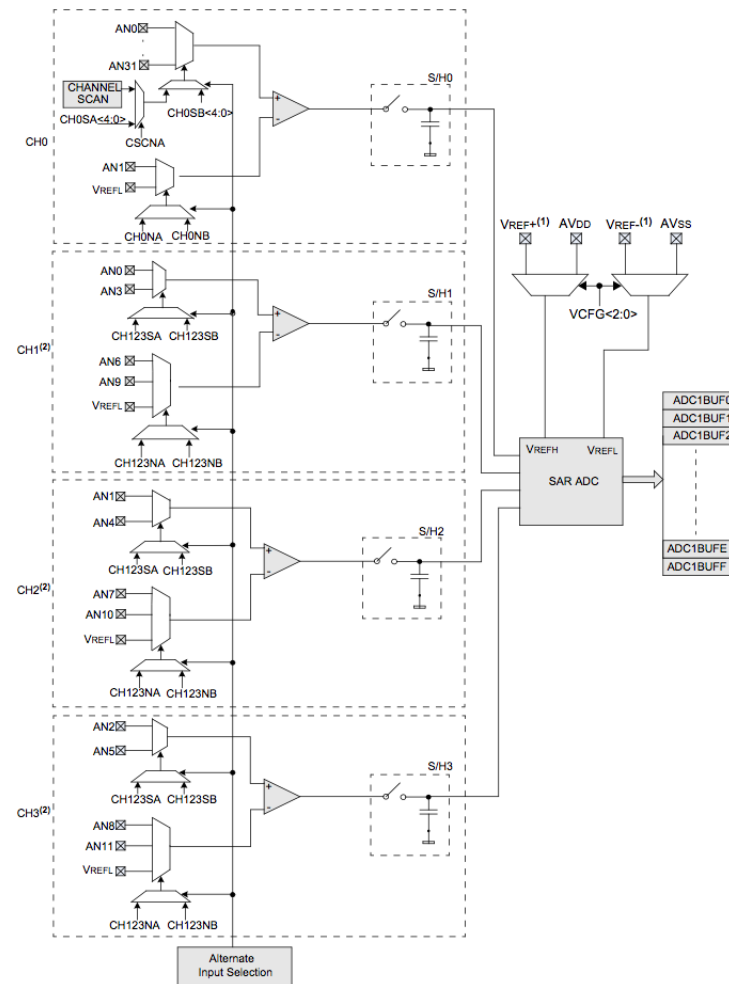 AN0
AN31
CHANNEL
SCAN
CH0SA<4:0>
CH0SB<4:0>
CSCNA
CH0
AN1
VREFL
CH0NA
CH0NB
S/H0
+
-
AN0
AN3
CH123SA
CH123SB
CH1(2)
AN6
AN9
VREFL
CH123NA
CH123NB
S/H1
+
-
AN1
AN4
CH123SA
CH123SB
CH2(2)
AN7
AN10
VREFL
CH123NA
CH123NB
S/H2
+
-
AN2
AN5
CH123SA
CH123SB
CH3(2)
AN8
AN11
VREFL
CH123NA
CH123NB
S/H3
+
-
Alternate
Input Selection
VREF+(1)
AVDD
VREF-(1)
AVSS
VCFG<2:0>
VREFH
VREFL
SAR ADC
ADC1BUF0
ADC1BUF1
ADC1BUF2
ADC1BUFE
ADC1BUFF